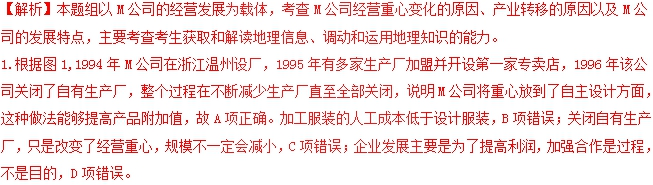 【解析】本题组以M公司的经营发展为载体，考查M公司经营重心变化的原因、产业转移的原因以及M公
司的发展特点，主要考查考生获取和解读地理信息、调动和运用地理知识的能力。
1.根据图1,1994年M公司在浙江温州设厂，1995年有多家生产厂加盟并开设第一家专卖店，1996年该公
司关闭了自有生产厂，整个过程在不断减少生产厂直至全部关闭，说明M公司将重心放到了自主设计方面，
这种做法能够提高产品附加值，故A项正确。加工服装的人工成本低于设计服装，B项错误；关闭自有生产
厂，只是改变了经营重心，规模不一定会减小，C项错误；企业发展主要是为了提高利润，加强合作是过程，
不是目的，D项错误。